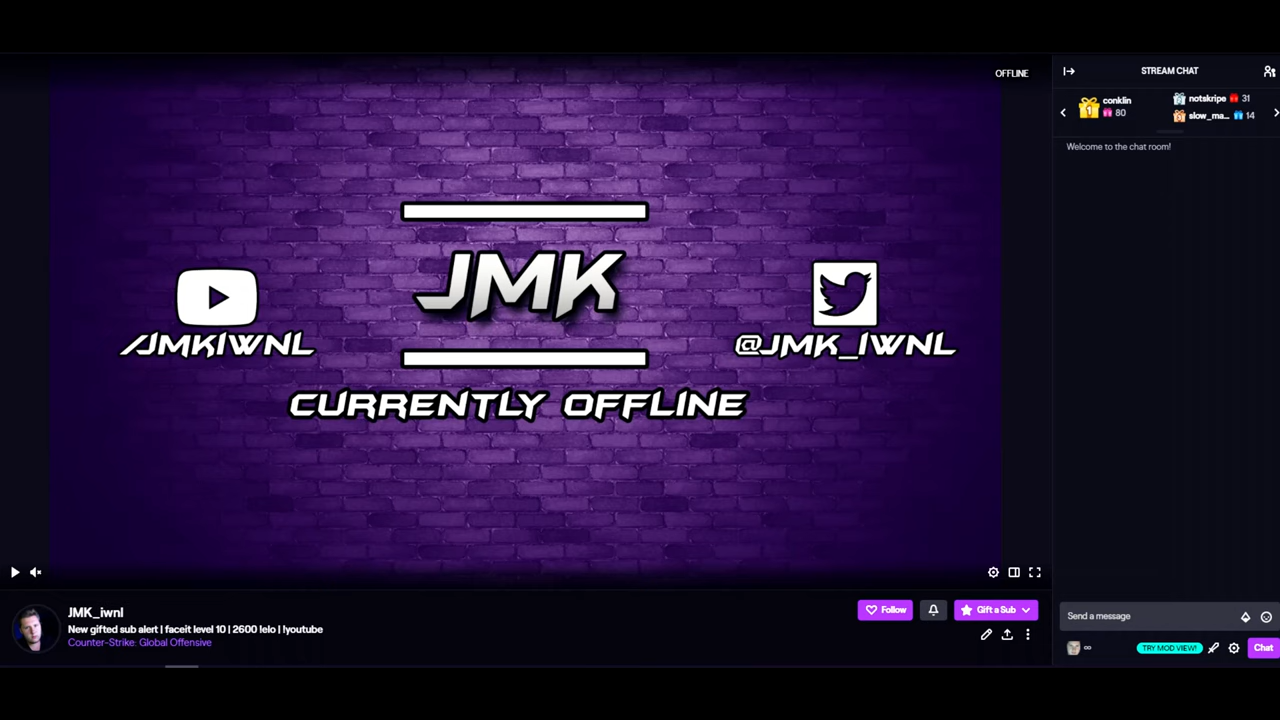 OFFLINE
JMK
/JMKIWNL
@JMK_IWNL
CURRENTLY OFFLINE
JMK_iwnl
New gifted sub alert | faceit level 10 | 2600 !elo | !youtube
Counter-Strike: Global Offensive
Follow
Gift a Sub
STREAM CHAT
1
conklin
80
notskripe 31
slow_ma... 14
Welcome to the chat room!
Send a message
TRY MOD VIEW!
Chat